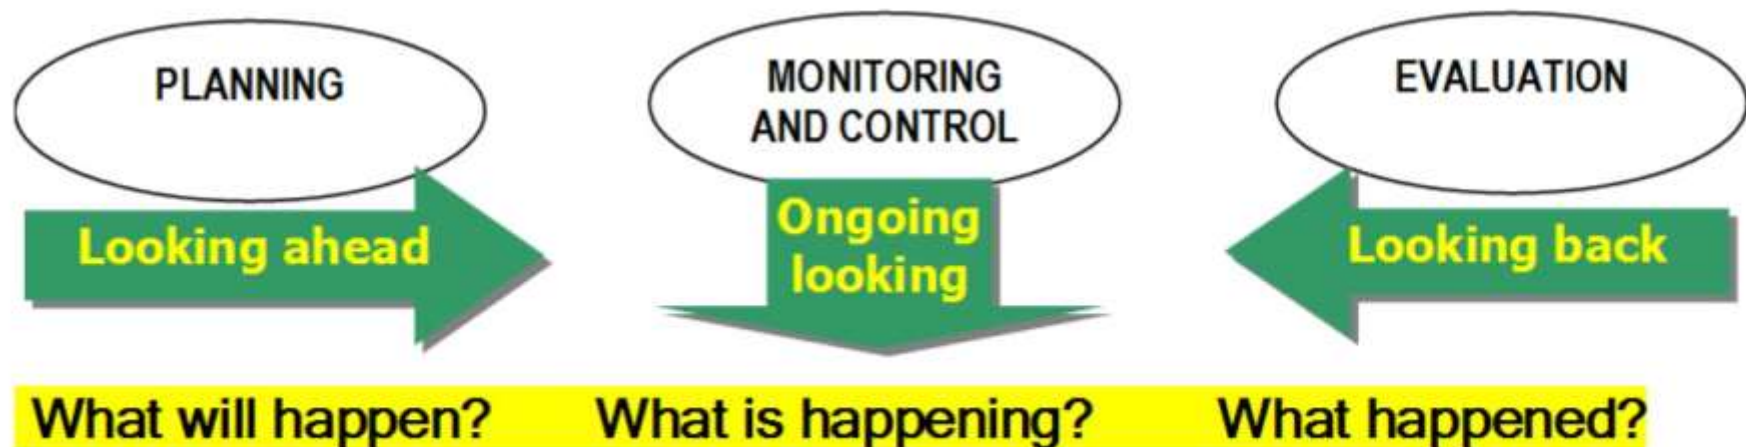 PLANNING
MONITORING
AND CONTROL
EVALUATION
Looking ahead
Ongoing
looking
Looking back
What will happen? What is happening? What happened?